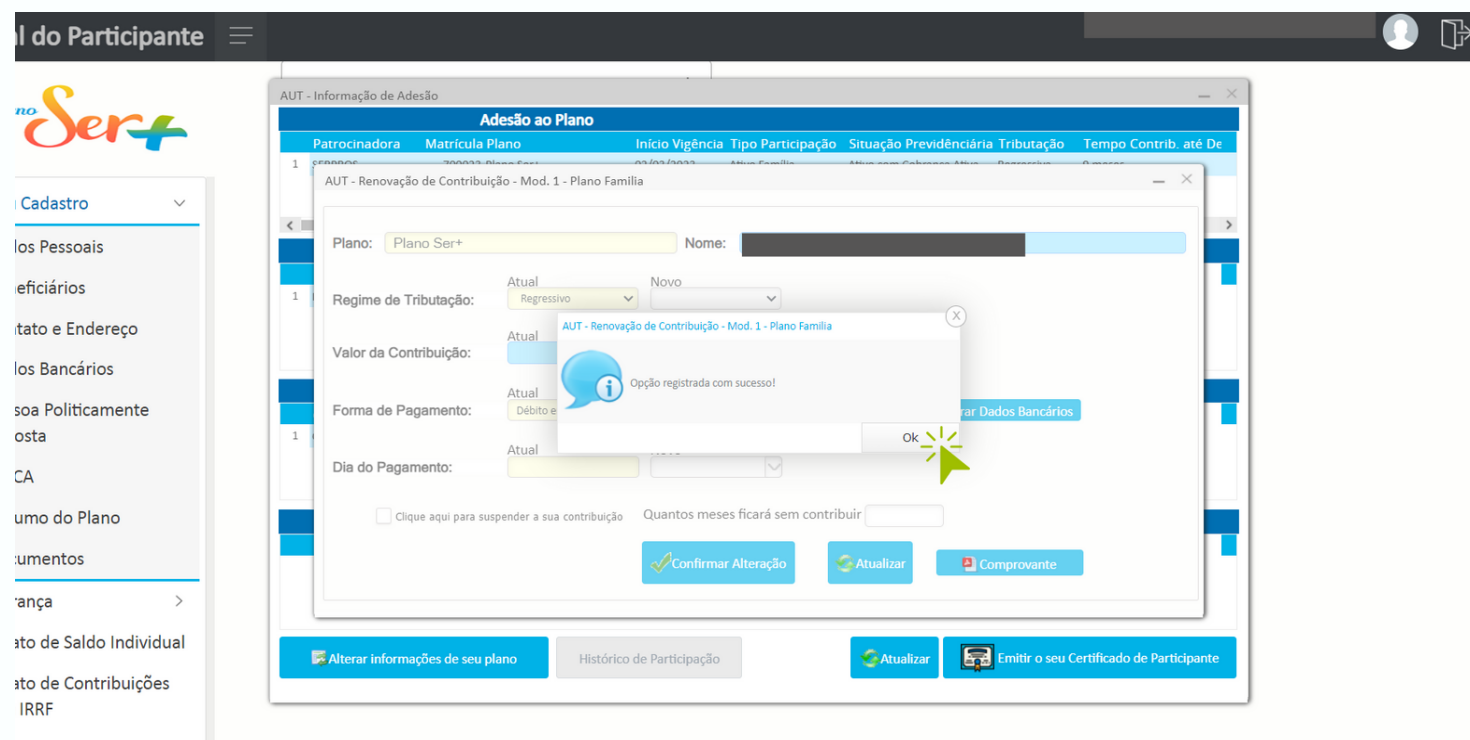 l do Participante
no
Ser+
Cadastro
los Pessoais
eficiários
tato e Endereço
los Bancários
soa Politicamente
osta
CA
umo do Plano
cumentos
rança
ato de Saldo Individual
ato de Contribuições
IRRF
AUT - Informação de Adesão
Adesão ao Plano
Patrocinadora Matrícula Plano Início Vigência Tipo Participação Situação Previdênciária Tributação Tempo Contrib. até De
1
AUT - Renovação de Contribuição - Mod. 1 - Plano Familia
Plano: Plano Ser+ Nome:
Atual Novo
1 Regime de Tributação: Regressivo
Atual
Valor da Contribuição:
Atual
Forma de Pagamento: Débito e rar Dados Bancários
1
Atual
Dia do Pagamento:
Clique aqui para suspender a sua contribuição Quantos meses ficará sem contribuir
Confirmar Alteração Atualizar Comprovante
AUT - Renovação de Contribuição - Mod. 1 - Plano Familia
X
Opção registrada com sucesso!
Ok
Alterar informações de seu plano Histórico de Participação Atualizar Emitir o seu Certificado de Participante